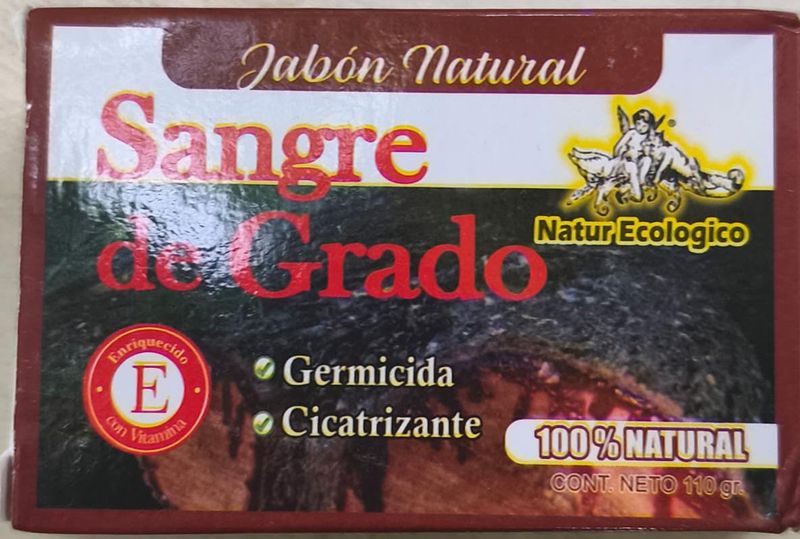 Jabón Natural
Sangre
de Grado
®
Natur Ecologico
Enriquecido
E
con Vitamina
Germicida
Cicatrizante
100 % NATURAL
CONT. NETO 110 gr.